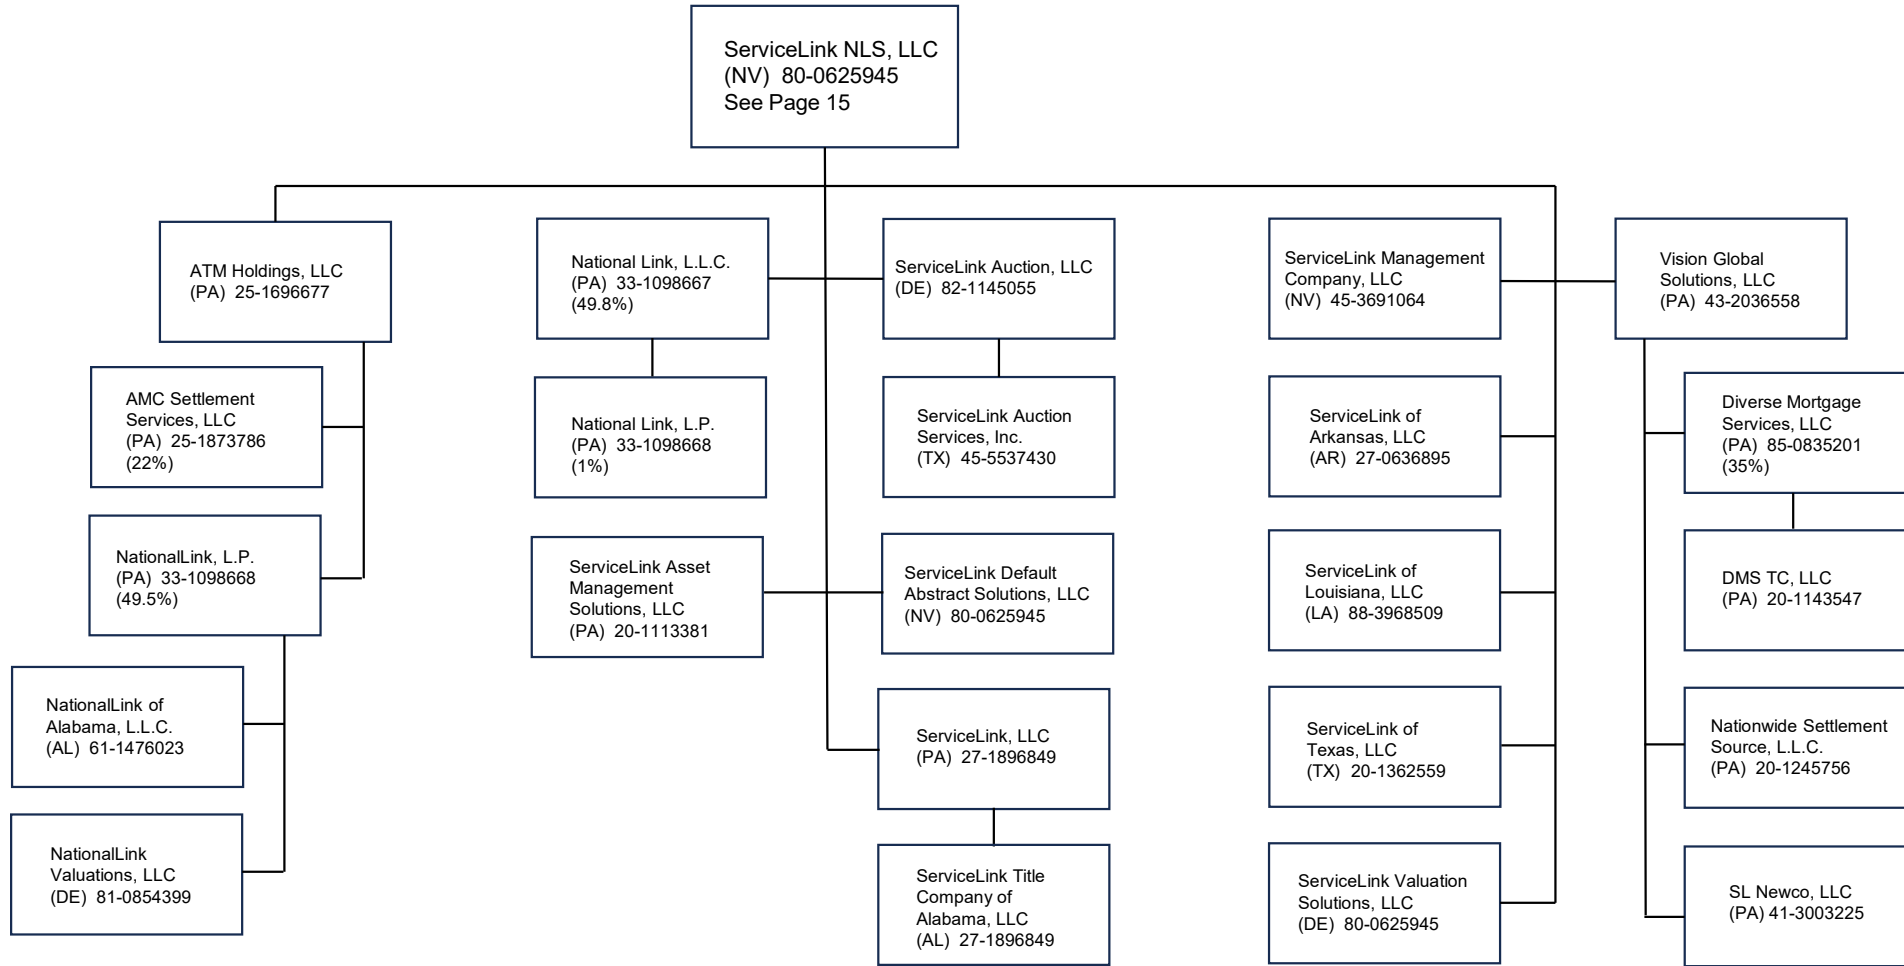 ServiceLink NLS, LLC
(NV) 80-0625945
See Page 15
ATM Holdings, LLC
(PA) 25-1696677
AMC Settlement
Services, LLC
(PA) 25-1873786
(22%)
NationalLink, L.P.
(PA) 33-1098668
(49.5%)
NationalLink of
Alabama, L.L.C.
(AL) 61-1476023
NationalLink
Valuations, LLC
(DE) 81-0854399
National Link, L.L.C.
(PA) 33-1098667
(49.8%)
National Link, L.P.
(PA) 33-1098668
(1%)
ServiceLink Asset
Management
Solutions, LLC
(PA) 20-1113381
ServiceLink Auction, LLC
(DE) 82-1145055
ServiceLink Auction
Services, Inc.
(TX) 45-5537430
ServiceLink Default
Abstract Solutions, LLC
(NV) 80-0625945
ServiceLink, LLC
(PA) 27-1896849
ServiceLink Title
Company of
Alabama, LLC
(AL) 27-1896849
ServiceLink Management
Company, LLC
(NV) 45-3691064
ServiceLink of
Arkansas, LLC
(AR) 27-0636895
ServiceLink of
Louisiana, LLC
(LA) 88-3968509
ServiceLink of
Texas, LLC
(TX) 20-1362559
ServiceLink Valuation
Solutions, LLC
(DE) 80-0625945
Vision Global
Solutions, LLC
(PA) 43-2036558
Diverse Mortgage
Services, LLC
(PA) 85-0835201
(35%)
DMS TC, LLC
(PA) 20-1143547
Nationwide Settlement
Source, L.L.C.
(PA) 20-1245756
SL Newco, LLC
(PA) 41-3003225